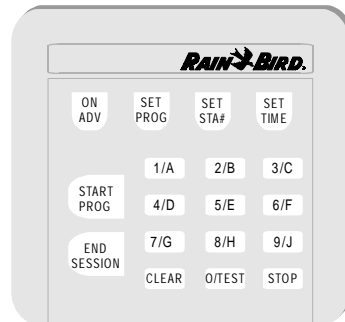 RAIN BIRD.
ON ADV
SET PROG
SET STA#
SET TIME
1/A 2/B 3/C
START PROG
4/D 5/E 6/F
7/G 8/H 9/J
END SESSION
CLEAR O/TEST STOP